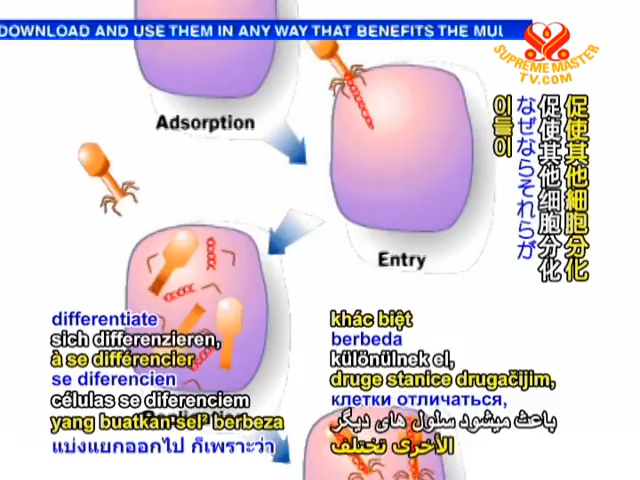 DOWNLOAD AND USE THEM IN ANY WAY THAT BENEFITS THE MUL
SUPREME MASTER
TV.COM
Adsorption
Entry
促使其他細胞分化
促使其他细胞分化
なぜならそれらが
이들이
differentiate
sich differenzieren,
à se différencier
se diferencien
células se diferenciem
yang buatkan sel² berbeza
แบ่งแยกออกไป ก็เพราะว่า
khác biệt
berbeda
különülnek el,
druge stanice drugačijim,
клетки отличаться,
باعث میشود سلول های دیگر
الأخرى تختلف